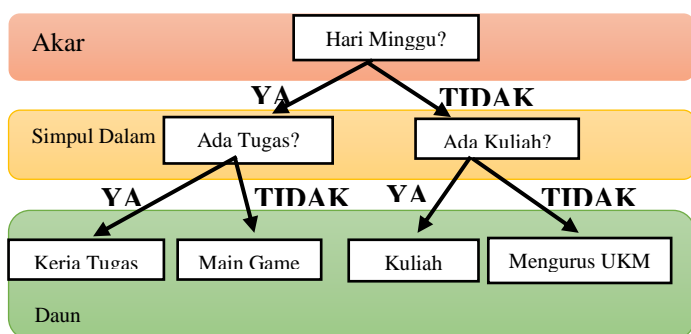 Akar
Hari Minggu?
YA
TIDAK
Simpul Dalam
Ada Tugas?
Ada Kuliah?
YA
TIDAK
YA
TIDAK
Kerja Tugas
Main Game
Kuliah
Mengurus UKM
Daun